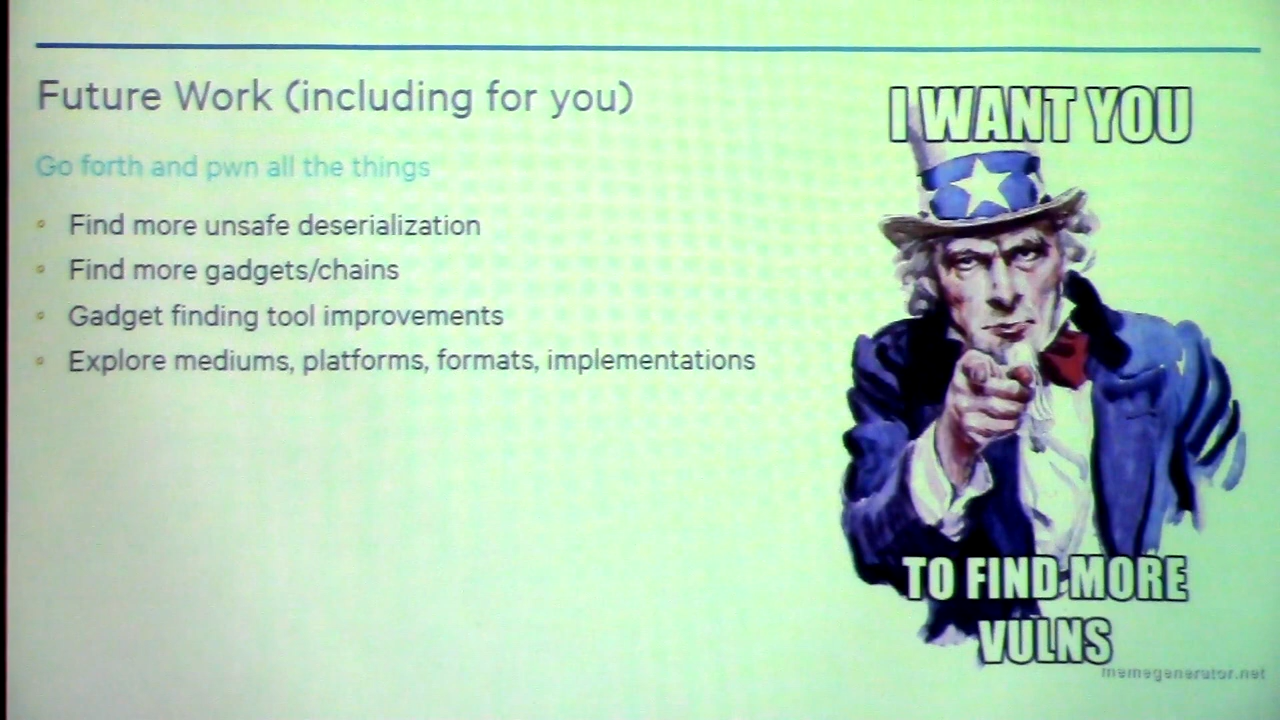 Future Work (including for you)
Go forth and pwn all the things
• Find more unsafe deserialization
• Find more gadgets/chains
• Gadget finding tool improvements
• Explore mediums, platforms, formats, implementations
I WANT YOU
TO FIND MORE
VULNS
memegenerator.net